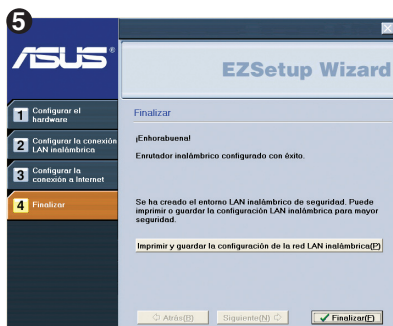 5
ASUS®
EZSetup Wizard
1 Configurar el
hardware
2 Configurar la conexión
LAN inalámbrica
3 Configurar la
conexión a Internet
4 Finalizar
Finalizar
¡Enhorabuena!
Enrutador inalámbrico configurado con éxito.
Se ha creado el entorno LAN inalámbrico de seguridad. Puede
imprimir o guardar la configuración LAN inalámbrica para mayor
seguridad.
Imprimir y guardar la configuración de la red LAN inalámbrica(P)
Atrás(B)
Siguiente(N)
Finalizar(F)